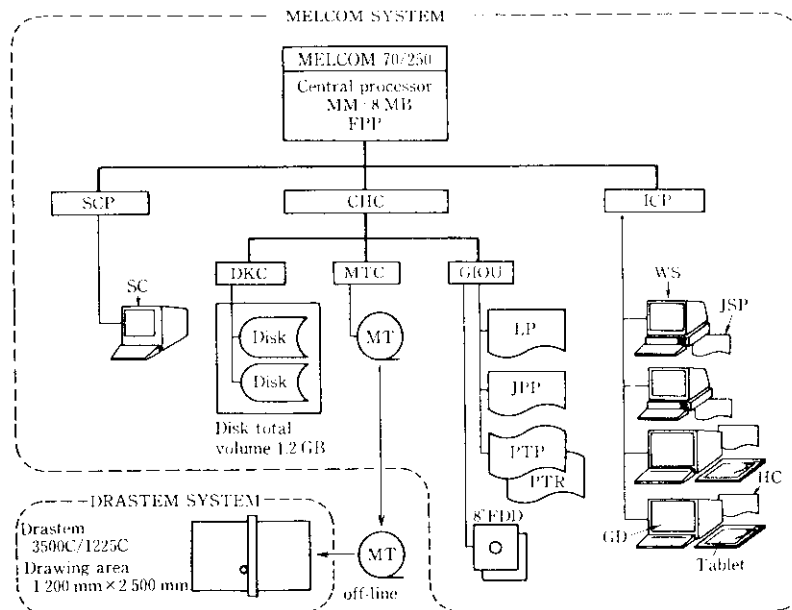 MELCOM SYSTEM
MELCOM 70/250
Central processor
MM · 8 MB
FPP
SCP
CHC
ICP
SC
DKC
MTC
GIOU
WS
JSP
Disk
Disk
MT
LP
JPP
PTP
PTR
Disk total
volume 1.2 GB
8" FDD
HC
GD
Tablet
DRASTEM SYSTEM
Drastem
3500C/1225C
Drawing area
1 200 mm × 2 500 mm
MT
off-line